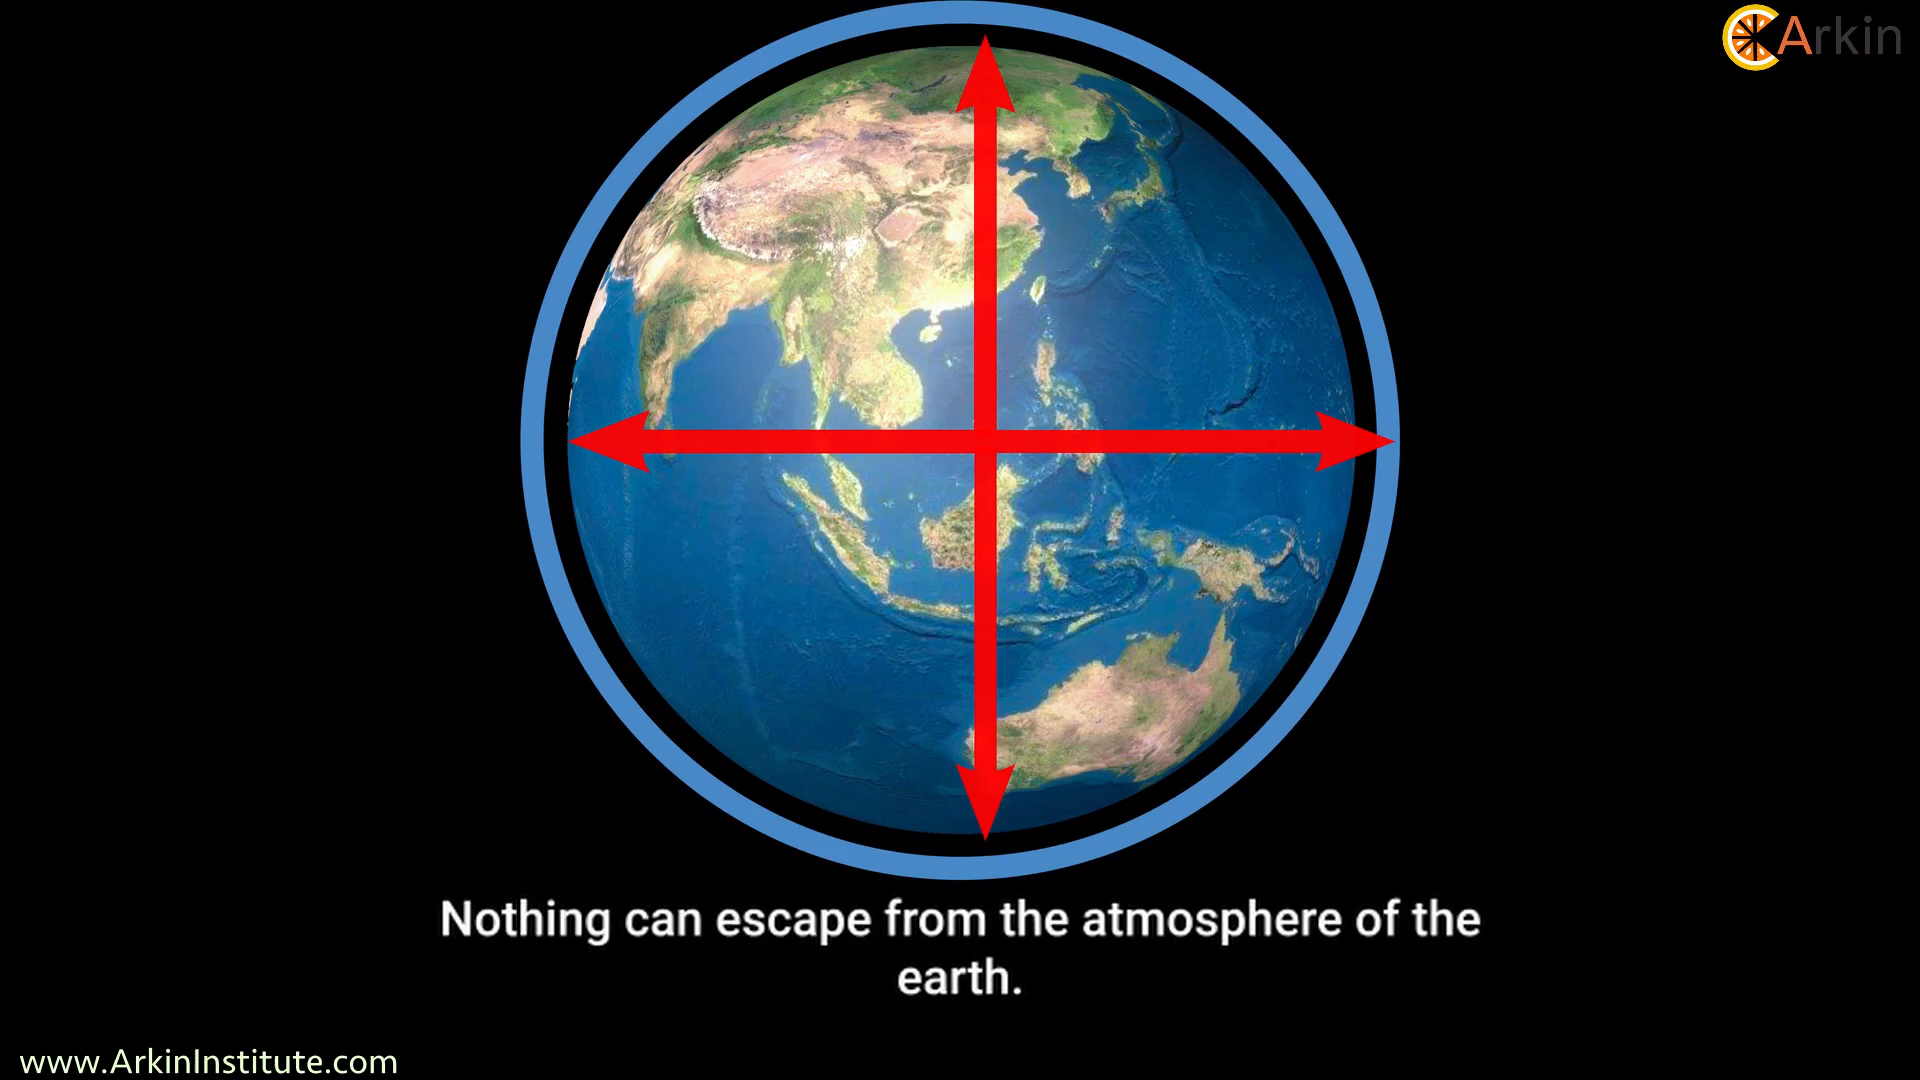 Arkin
Nothing can escape from the atmosphere of the
earth.
www.ArkinInstitute.com